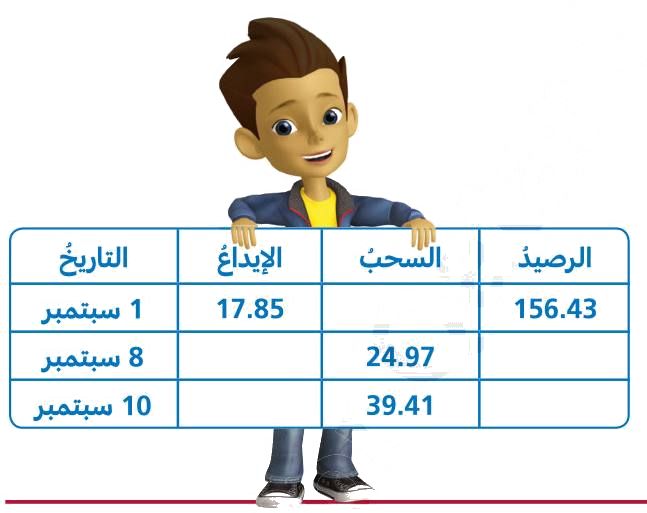 التاريخُ الإيداعُ السحبُ الرصيدُ
1 سبتمبر 17.85 156.43
8 سبتمبر 24.97
10 سبتمبر 39.41